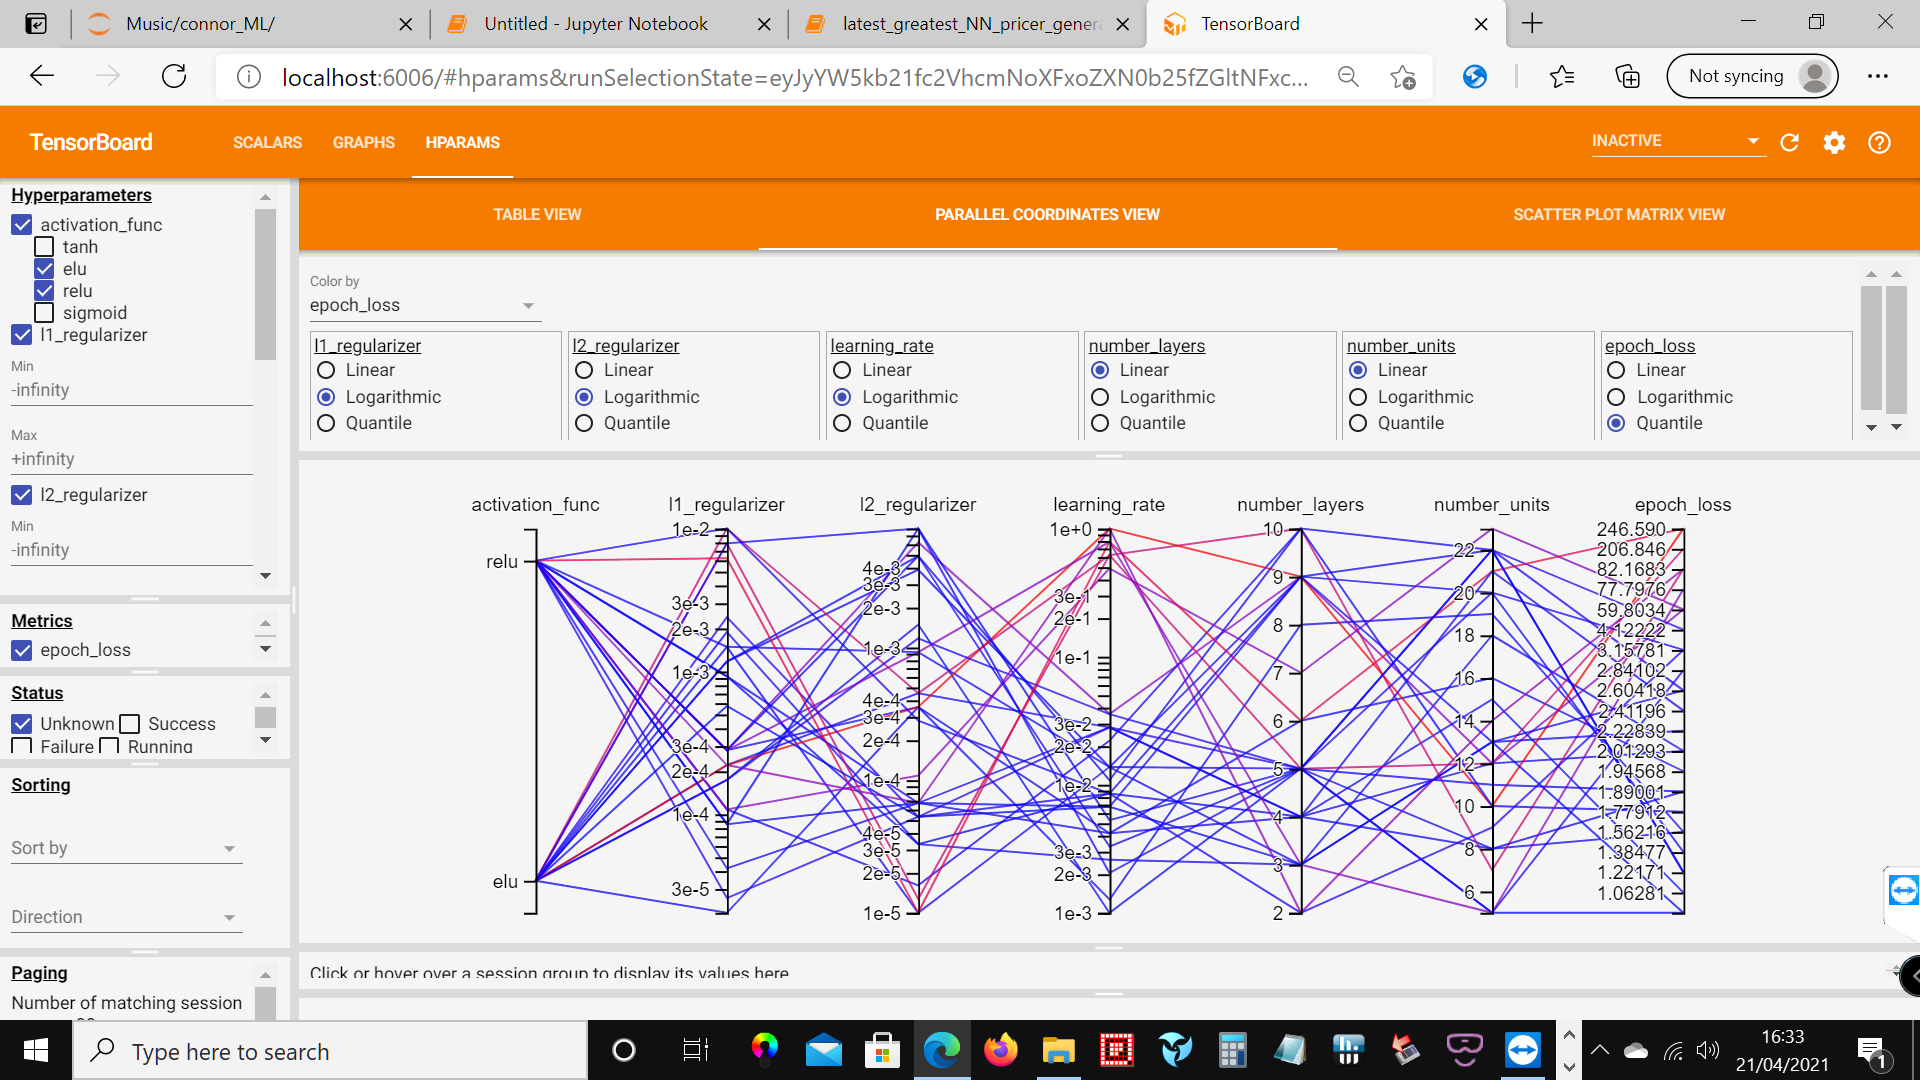 Music/connor_ML/
Untitled - Jupyter Notebook
latest_greatest_NN_pricer_gener
TensorBoard
localhost:6006/#hparams&runSelectionState=eyJyYW5kb21fc2VhcmNoXFxoZXN0b25fZGltNFxc...
Not syncing
TensorBoard
SCALARS
GRAPHS
HPARAMS
INACTIVE
TABLE VIEW
PARALLEL COORDINATES VIEW
SCATTER PLOT MATRIX VIEW
Hyperparameters
activation_func
tanh
elu
relu
sigmoid
l1_regularizer
Min
-infinity
Max
+infinity
l2_regularizer
Min
-infinity
Metrics
epoch_loss
Status
Unknown Success
Failure Running
Sorting
Sort by
Direction
Paging
Number of matching session
Color by
epoch_loss
l1_regularizer
Linear
Logarithmic
Quantile
l2_regularizer
Linear
Logarithmic
Quantile
learning_rate
Linear
Logarithmic
Quantile
number_layers
Linear
Logarithmic
Quantile
number_units
Linear
Logarithmic
Quantile
epoch_loss
Linear
Logarithmic
Quantile
activation_func
relu
elu
l1_regularizer
1e-2
3e-3
2e-3
1e-3
3e-4
2e-4
1e-4
3e-5
l2_regularizer
4e-3
3e-3
2e-3
1e-3
4e-4
3e-4
2e-4
1e-4
4e-5
3e-5
2e-5
1e-5
learning_rate
1e+0
3e-1
2e-1
1e-1
3e-2
2e-2
1e-2
3e-3
2e-3
1e-3
number_layers
10
9
8
7
6
5
4
3
2
number_units
22
20
18
16
14
12
10
8
6
epoch_loss
246.590
206.846
82.1683
77.7976
59.8034
4.12222
3.15781
2.84102
2.60418
2.41196
2.22839
2.01293
1.94568
1.89001
1.77912
1.56216
1.38477
1.22171
1.06281
Click or hover over a session group to display its values here.
Type here to search
16:33
21/04/2021
1